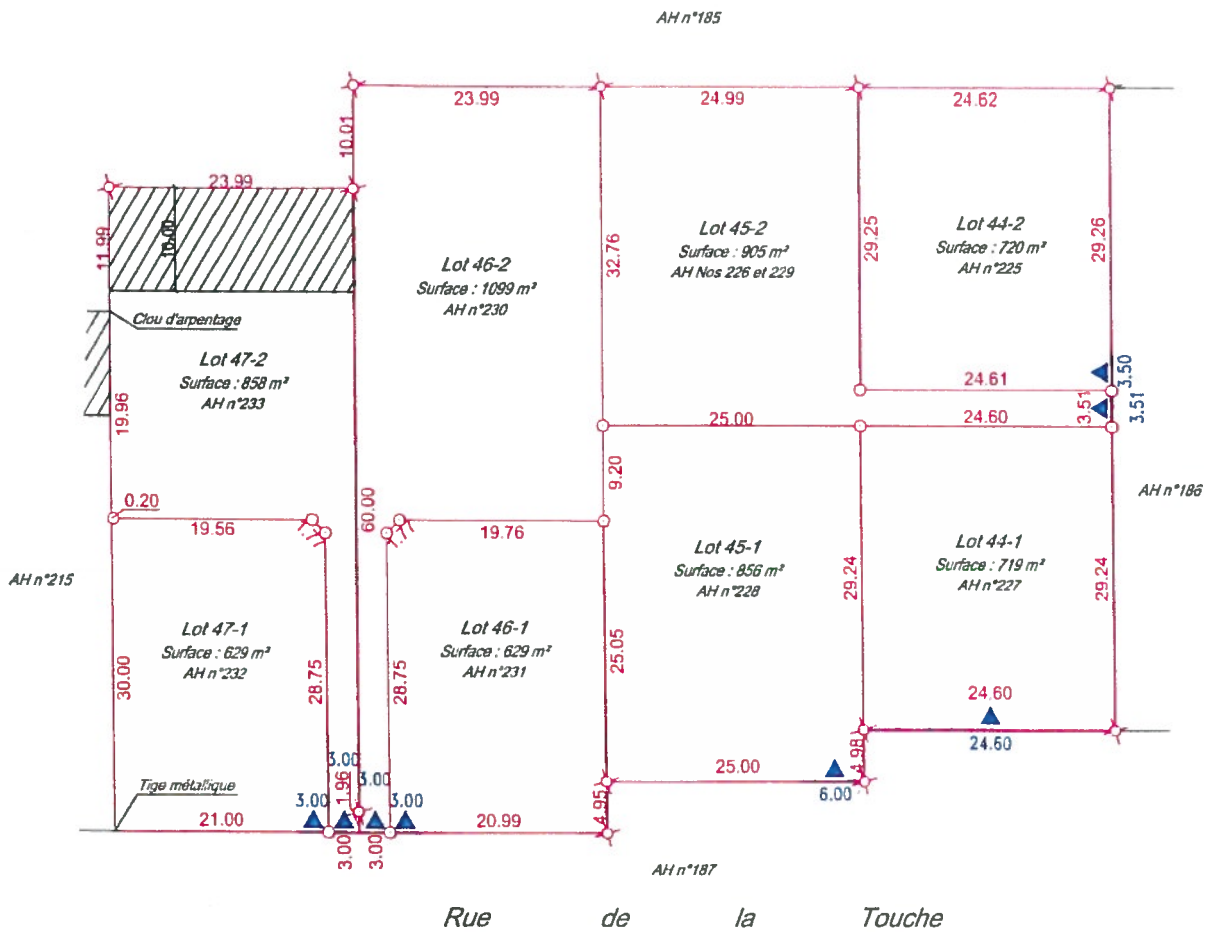 AH n°185
23.99
24.99
24.62
10.01
23.99
11.99
10.00
32.76
29.25
29.26
Lot 45-2
Surface : 905 m²
AH Nos 226 et 229
Lot 44-2
Surface : 720 m²
AH n°225
Lot 46-2
Surface : 1099 m²
AH n°230
Clou d'arpentage
Lot 47-2
Surface : 858 m²
AH n°233
19.96
24.61
3.50
3.51
3.51
25.00
24.60
9.20
AH n°186
0.20
19.56
1.77
60.00
1.77
19.76
Lot 45-1
Surface : 856 m²
AH n°228
Lot 44-1
Surface : 719 m²
AH n°227
29.24
29.24
AH n°215
Lot 47-1
Surface : 629 m²
AH n°232
Lot 46-1
Surface : 629 m²
AH n°231
30.00
28.75
28.75
25.05
24.60
24.60
4.98
25.00
6.00
Tige métallique
3.00
3.00
1.96
3.00
3.00
4.95
21.00
3.00
3.00
20.99
AH n°187
Rue de la Touche